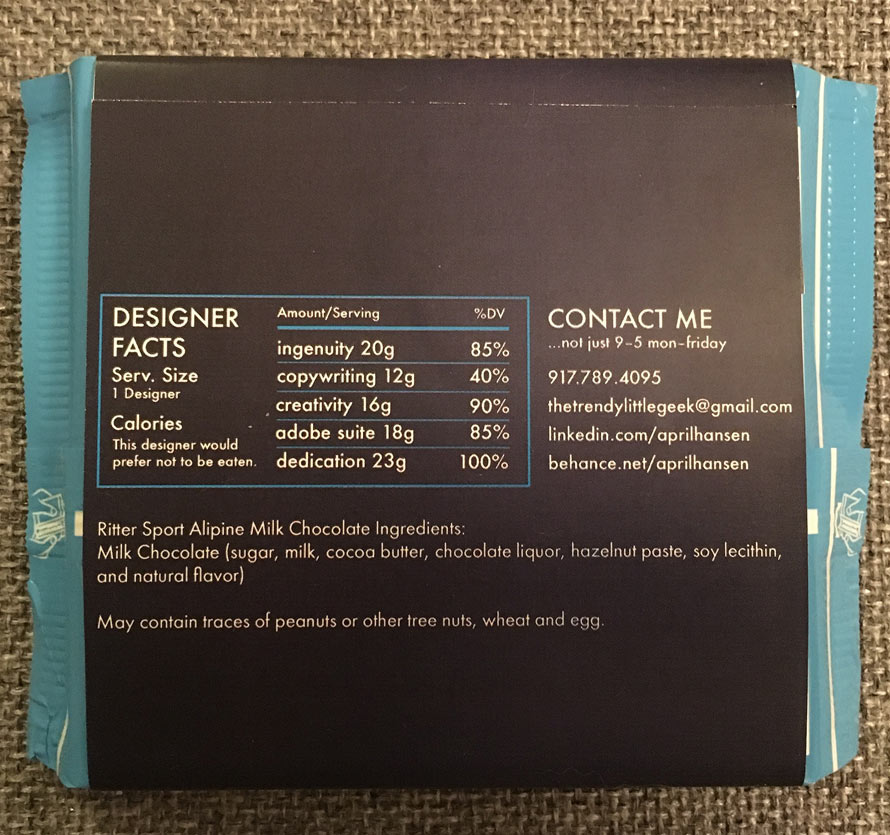 DESIGNER
FACTS
Serv. Size
1 Designer
Calories
This designer would
prefer not to be eaten.
Amount/Serving %DV
ingenuity 20g 85%
copywriting 12g 40%
creativity 16g 90%
adobe suite 18g 85%
dedication 23g 100%
CONTACT ME
...not just 9-5 mon-friday
917.789.4095
thetrendylittlegeek@gmail.com
linkedin.com/aprilhansen
behance.net/aprilhansen
Ritter Sport Alipine Milk Chocolate Ingredients:
Milk Chocolate (sugar, milk, cocoa butter, chocolate liquor, hazelnut paste, soy lecithin,
and natural flavor)
May contain traces of peanuts or other tree nuts, wheat and egg.